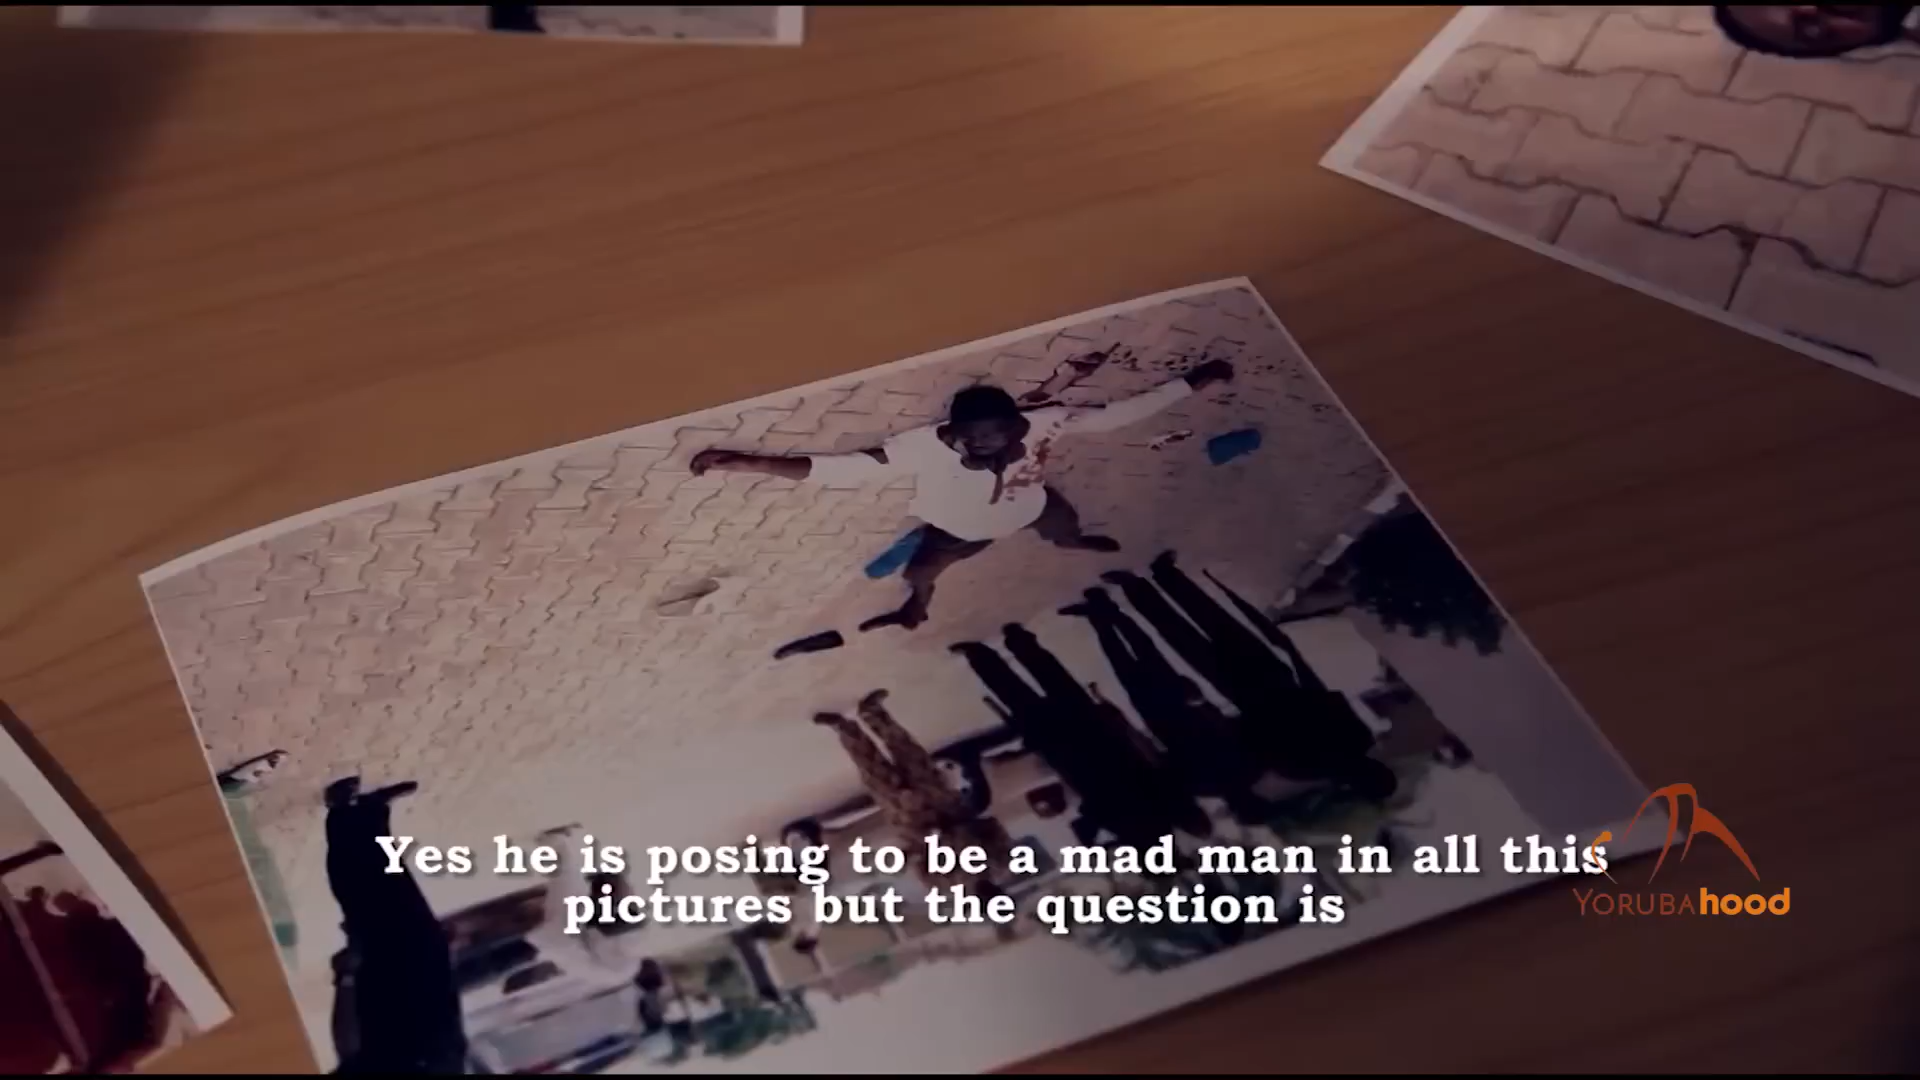 Yes he is posing to be a mad man in all this
pictures but the question is
YORUBAhood